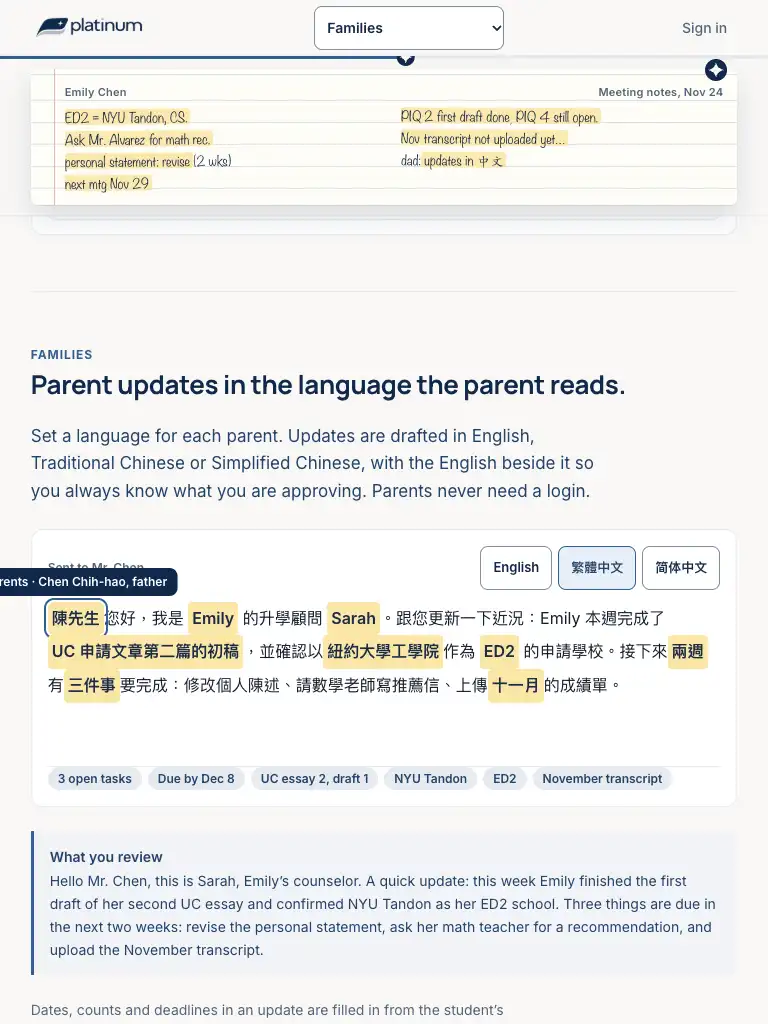 platinum
Families
Sign in
Emily Chen
Meeting notes, Nov 24
ED2 = NYU Tandon, CS.
Ask Mr. Alvarez for math rec.
personal statement: revise (2 wks)
next mtg Nov 29
PIQ 2 first draft done, PIQ 4 still open.
Nov transcript not uploaded yet...
dad: updates in 中文
FAMILIES
Parent updates in the language the parent reads.
Set a language for each parent. Updates are drafted in English,
Traditional Chinese or Simplified Chinese, with the English beside it so
you always know what you are approving. Parents never need a login.
Sent to Mr. Chen
English
繁體中文
简体中文
rents · Chen Chih-hao, father
陳先生您好，我是 Emily 的升學顧問 Sarah。跟您更新一下近況：Emily 本週完成了
UC 申請文章第二篇的初稿，並確認以紐約大學工學院作為 ED2 的申請學校。接下來兩週
有三件事要完成：修改個人陳述、請數學老師寫推薦信、上傳十一月的成績單。
3 open tasks
Due by Dec 8
UC essay 2, draft 1
NYU Tandon
ED2
November transcript
What you review
Hello Mr. Chen, this is Sarah, Emily’s counselor. A quick update: this week Emily finished the first
draft of her second UC essay and confirmed NYU Tandon as her ED2 school. Three things are due in
the next two weeks: revise the personal statement, ask her math teacher for a recommendation, and
upload the November transcript.
Dates, counts and deadlines in an update are filled in from the student’s